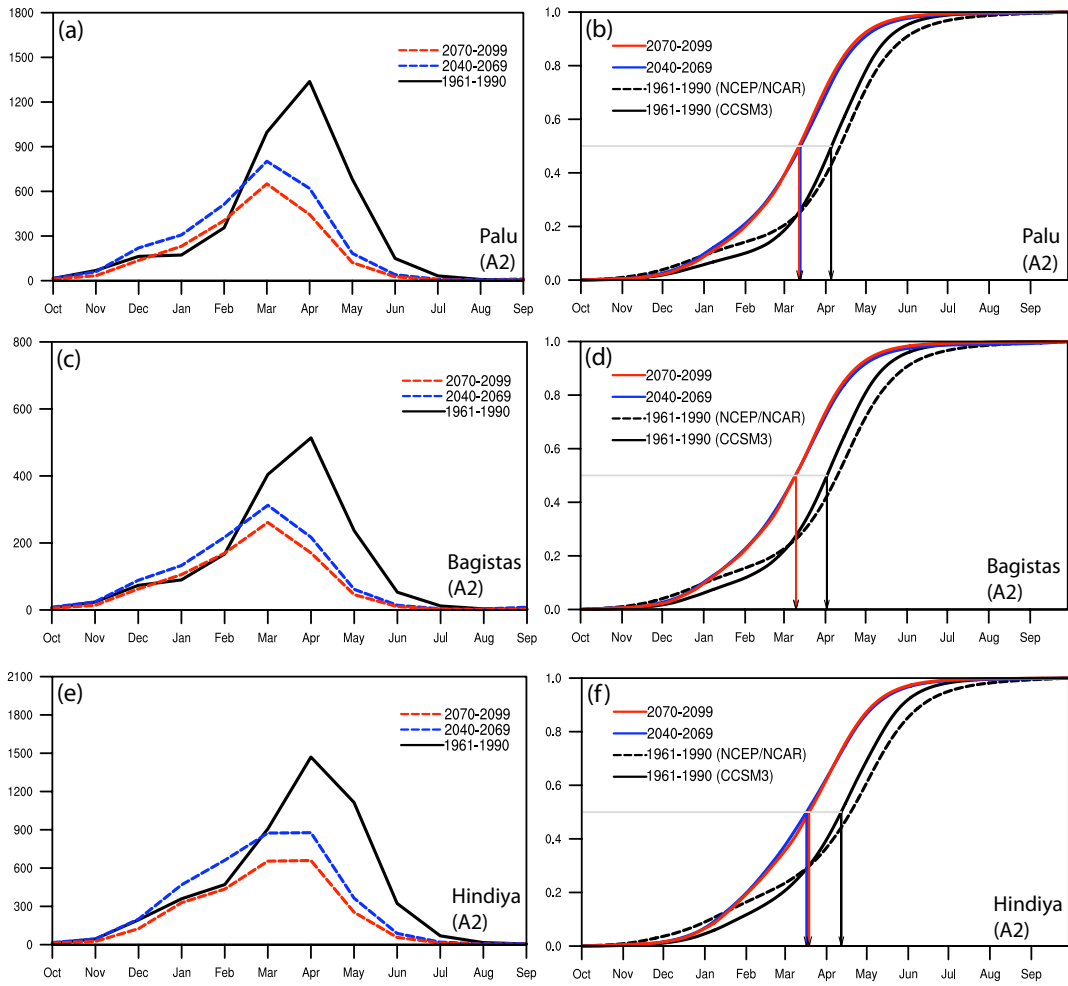 (a)
1800
1500
1200
900
600
300
0
2070-2099
2040-2069
1961-1990
Palu
(A2)
Oct Nov Dec Jan Feb Mar Apr May Jun Jul Aug Sep
(b)
1.0
0.8
0.6
0.4
0.2
0.0
2070-2099
2040-2069
1961-1990 (NCEP/NCAR)
1961-1990 (CCSM3)
Palu
(A2)
Oct Nov Dec Jan Feb Mar Apr May Jun Jul Aug Sep
(c)
800
600
400
200
0
2070-2099
2040-2069
1961-1990
Bagistas
(A2)
Oct Nov Dec Jan Feb Mar Apr May Jun Jul Aug Sep
(d)
1.0
0.8
0.6
0.4
0.2
0.0
2070-2099
2040-2069
1961-1990 (NCEP/NCAR)
1961-1990 (CCSM3)
Bagistas
(A2)
Oct Nov Dec Jan Feb Mar Apr May Jun Jul Aug Sep
(e)
2100
1800
1500
1200
900
600
300
0
2070-2099
2040-2069
1961-1990
Hindiya
(A2)
Oct Nov Dec Jan Feb Mar Apr May Jun Jul Aug Sep
(f)
1.0
0.8
0.6
0.4
0.2
0.0
2070-2099
2040-2069
1961-1990 (NCEP/NCAR)
1961-1990 (CCSM3)
Hindiya
(A2)
Oct Nov Dec Jan Feb Mar Apr May Jun Jul Aug Sep